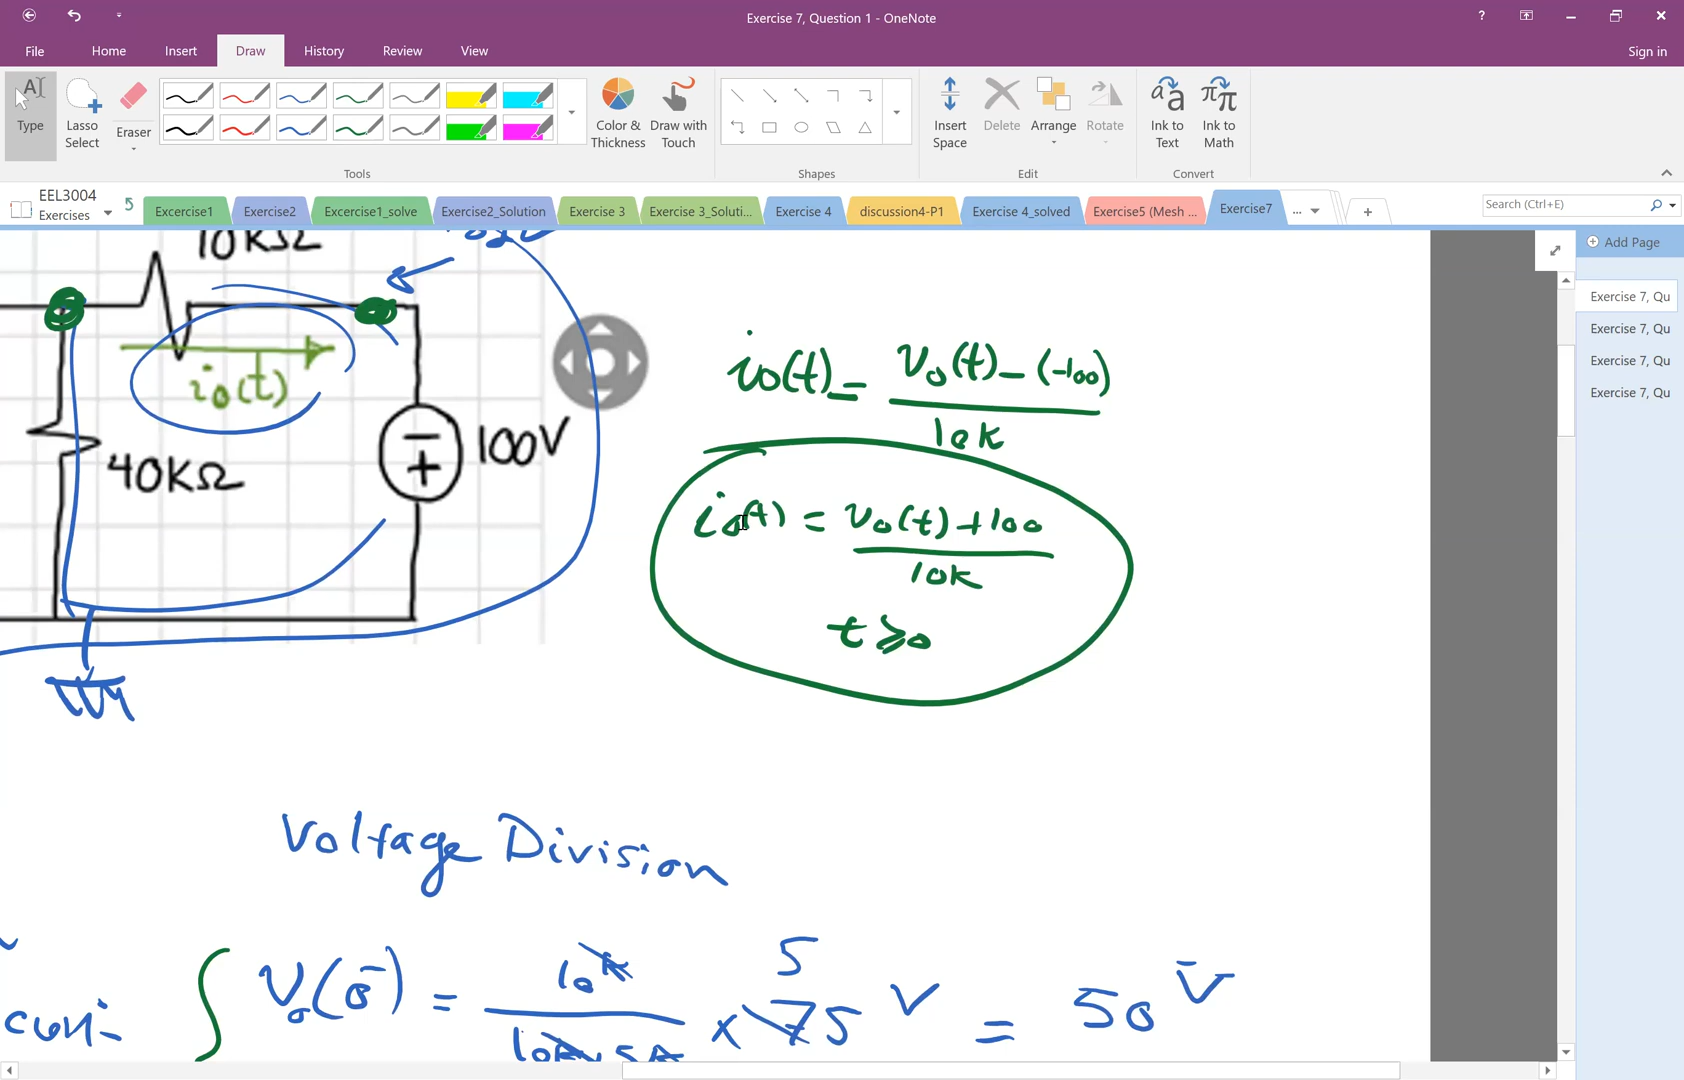 Exercise 7, Question 1 - OneNote
?
File Home Insert Draw History Review View
Sign in
Type
Lasso Select
Eraser
Color & Thickness
Draw with Touch
Insert Space
Delete
Arrange
Rotate
Ink to Text
Ink to Math
Tools
Shapes
Edit
Convert
EEL3004
Exercises
Excercise1
Exercise2
Excercise1_solve
Exercise2_Solution
Exercise 3
Exercise 3_Soluti...
Exercise 4
discussion4-P1
Exercise 4_solved
Exercise5 (Mesh ...
Exercise7
...
Search (Ctrl+E)
Add Page
Exercise 7, Qu
Exercise 7, Qu
Exercise 7, Qu
Exercise 7, Qu
10KΩ
io(t)
40KΩ
- +
100V
io(t) = vo(t) - (-100)
10k
io(t) = vo(t) + 100
10k
t ≥ 0
Voltage Division
5
Vo(0-) = 10k
x 75 V = 50 V